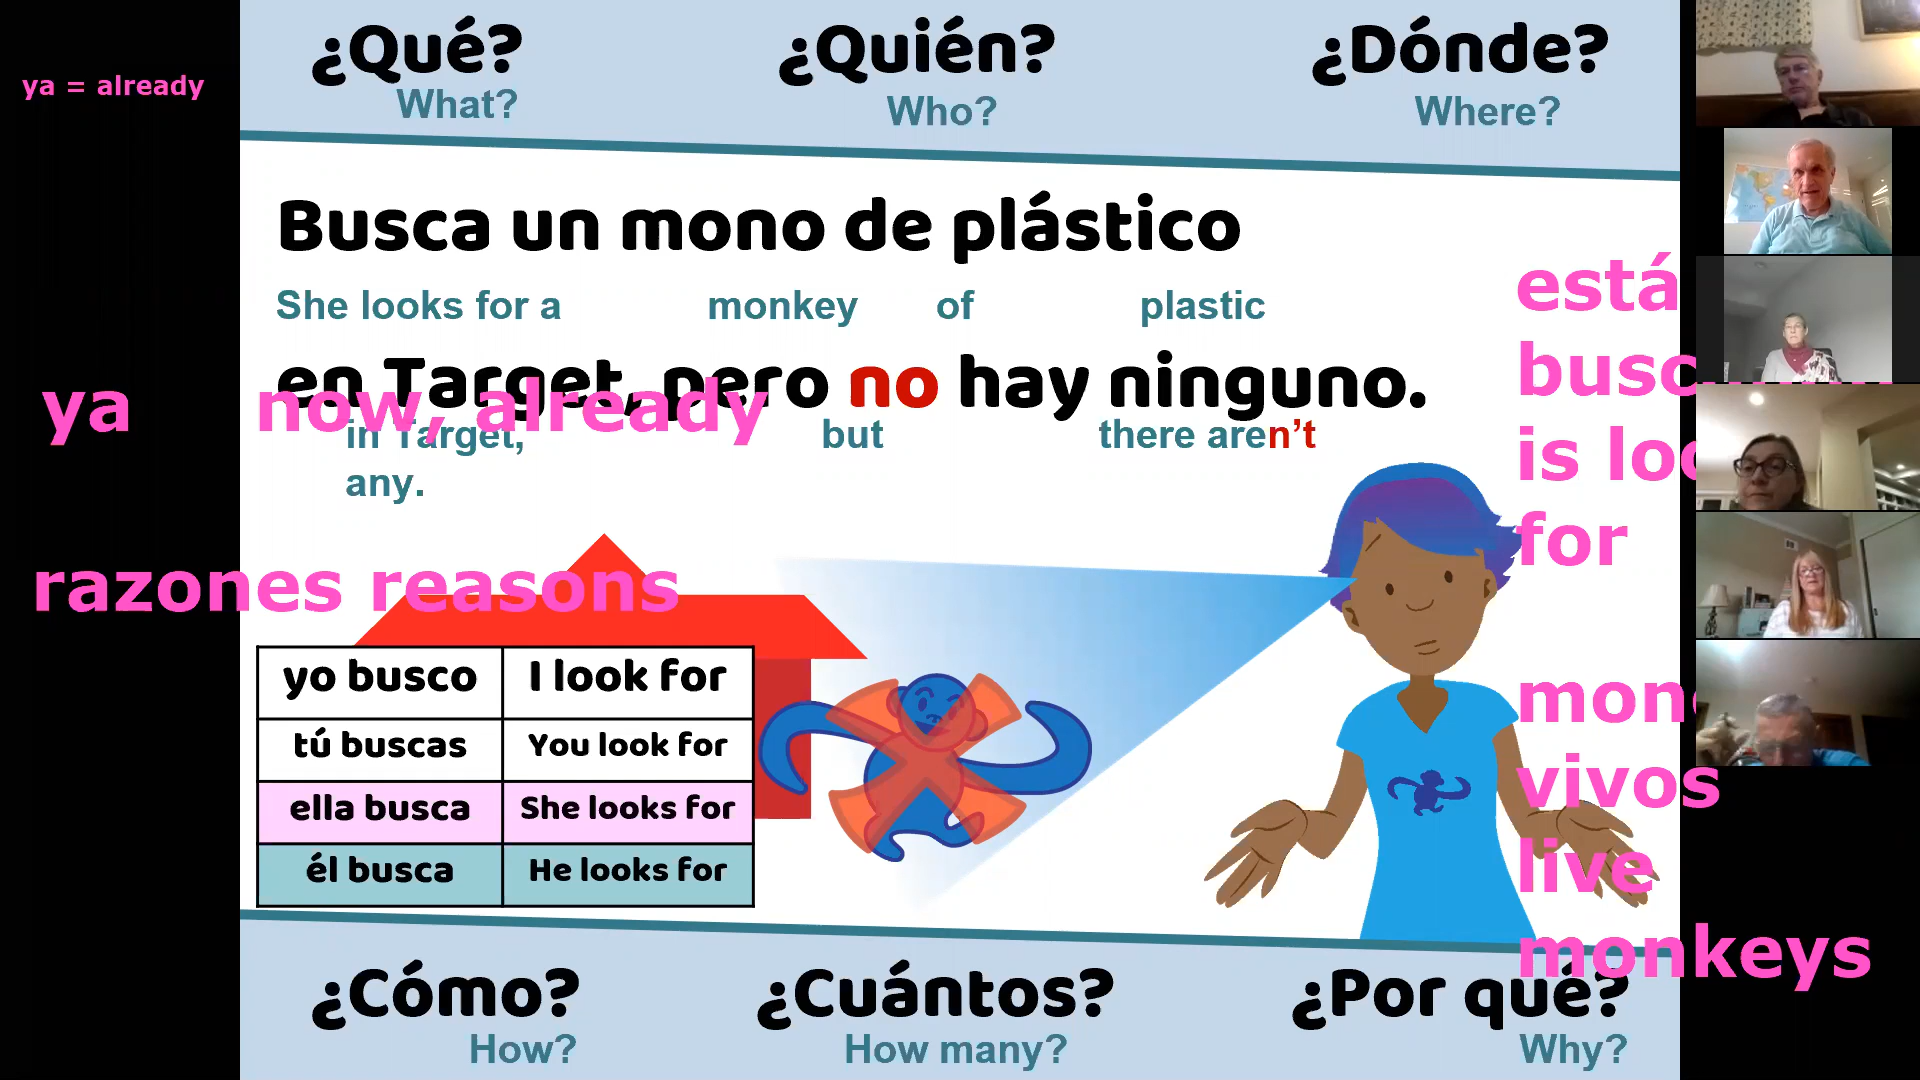 ya = already
¿Qué?
What?
¿Quién?
Who?
¿Dónde?
Where?
Busca un mono de plástico
She looks for a monkey of plastic
en Target, pero no hay ninguno.
in Target, but there aren't
any.
ya now, already
razones reasons
yo busco I look for
tú buscas You look for
ella busca She looks for
él busca He looks for
está
is
for
vivos
live
monkeys
¿Cómo?
How?
¿Cuántos?
How many?
¿Por qué?
Why?